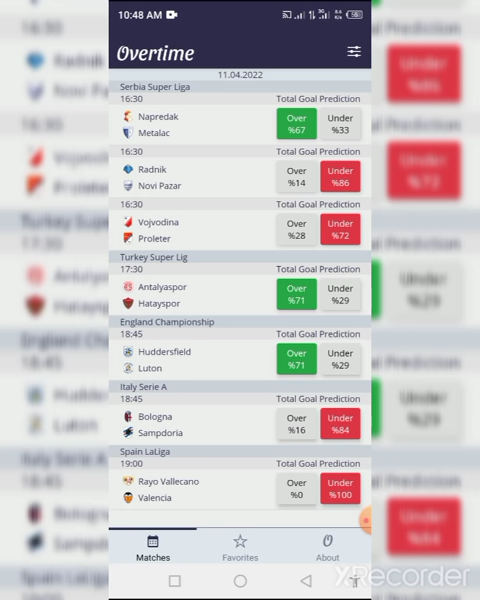 10:48 AM
Overtime
11.04.2022
Serbia Super Liga
16:30 Total Goal Prediction
Napredak
Metalac
Over %67
Under %33
16:30 Total Goal Prediction
Radnik
Novi Pazar
Over %14
Under %86
16:30 Total Goal Prediction
Vojvodina
Proleter
Over %28
Under %72
Turkey Super Lig
17:30 Total Goal Prediction
Antalyaspor
Hatayspor
Over %71
Under %29
England Championship
18:45 Total Goal Prediction
Huddersfield
Luton
Over %71
Under %29
Italy Serie A
18:45 Total Goal Prediction
Bologna
Sampdoria
Over %16
Under %84
Spain LaLiga
19:00 Total Goal Prediction
Rayo Vallecano
Valencia
Over %0
Under %100
Matches
Favorites
About
XRecorder